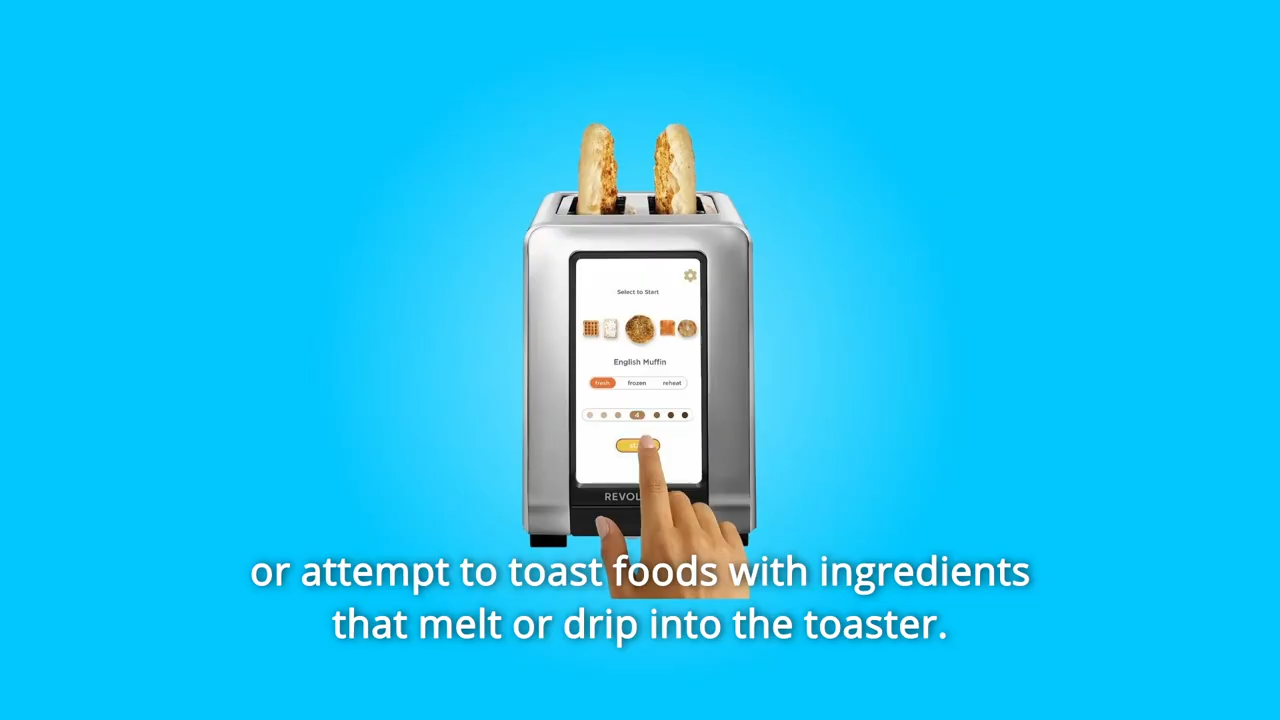 Select to Start
English Muffin
fresh frozen reheat
4
or attempt to toast foods with ingredients
that melt or drip into the toaster.